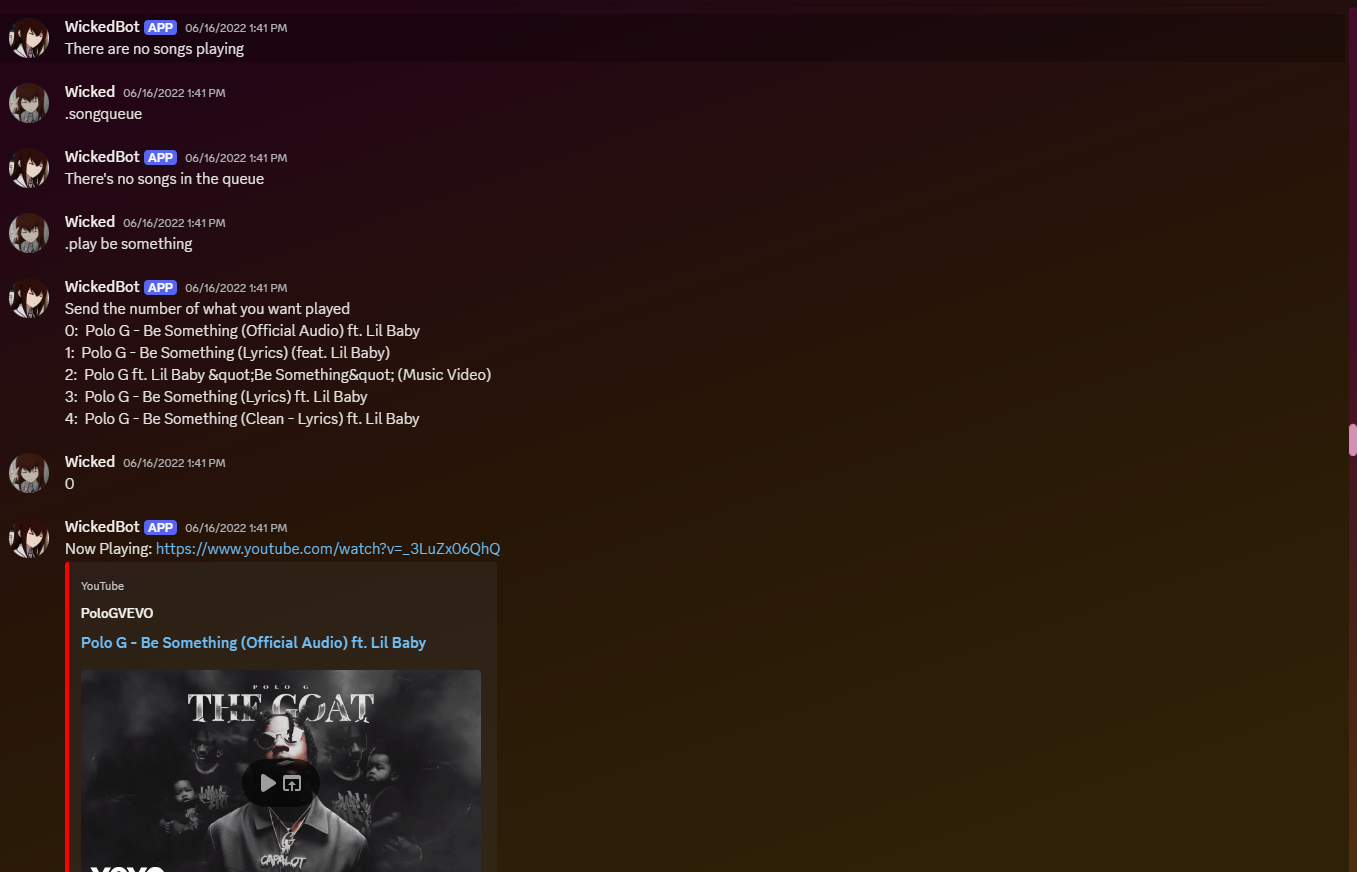 WickedBot APP 06/16/2022 1:41 PM
There are no songs playing
Wicked 06/16/2022 1:41 PM
.songqueue
WickedBot APP 06/16/2022 1:41 PM
There's no songs in the queue
Wicked 06/16/2022 1:41 PM
.play be something
WickedBot APP 06/16/2022 1:41 PM
Send the number of what you want played
0: Polo G - Be Something (Official Audio) ft. Lil Baby
1: Polo G - Be Something (Lyrics) (feat. Lil Baby)
2: Polo G ft. Lil Baby &quot;Be Something&quot; (Music Video)
3: Polo G - Be Something (Lyrics) ft. Lil Baby
4: Polo G - Be Something (Clean - Lyrics) ft. Lil Baby
Wicked 06/16/2022 1:41 PM
0
WickedBot APP 06/16/2022 1:41 PM
Now Playing: https://www.youtube.com/watch?v=_3LuZx06QhQ
YouTube
PoloGVEVO
Polo G - Be Something (Official Audio) ft. Lil Baby
POLO G
THE GOAT
CAPALOT
vevo